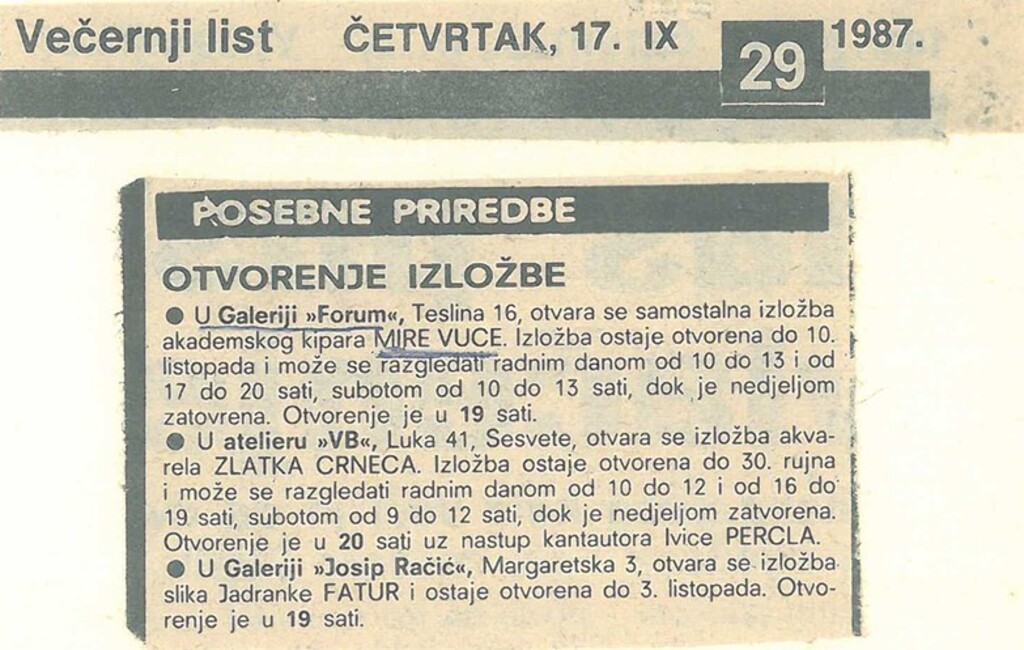 Večernji list ČETVRTAK, 17. IX 29 1987.
POSEBNE PRIREDBE
OTVORENJE IZLOŽBE
● U Galeriji »Forum«, Teslina 16, otvara se samostalna izložba
akademskog kipara MIRE VUCE. Izložba ostaje otvorena do 10.
listopada i može se razgledati radnim danom od 10 do 13 i od
17 do 20 sati, subotom od 10 do 13 sati, dok je nedjeljom
zatovrena. Otvorenje je u 19 sati.
● U atelieru »VB«, Luka 41, Sesvete, otvara se izložba akva-
rela ZLATKA CRNECA. Izložba ostaje otvorena do 30. rujna
i može se razgledati radnim danom od 10 do 12 i od 16 do
19 sati, subotom od 9 do 12 sati, dok je nedjeljom zatvorena.
Otvorenje je u 20 sati uz nastup kantautora Ivice PERCLA.
● U Galeriji »Josip Račić«, Margaretska 3, otvara se izložba
slika Jadranke FATUR i ostaje otvorena do 3. listopada. Otvo-
renje je u 19 sati.